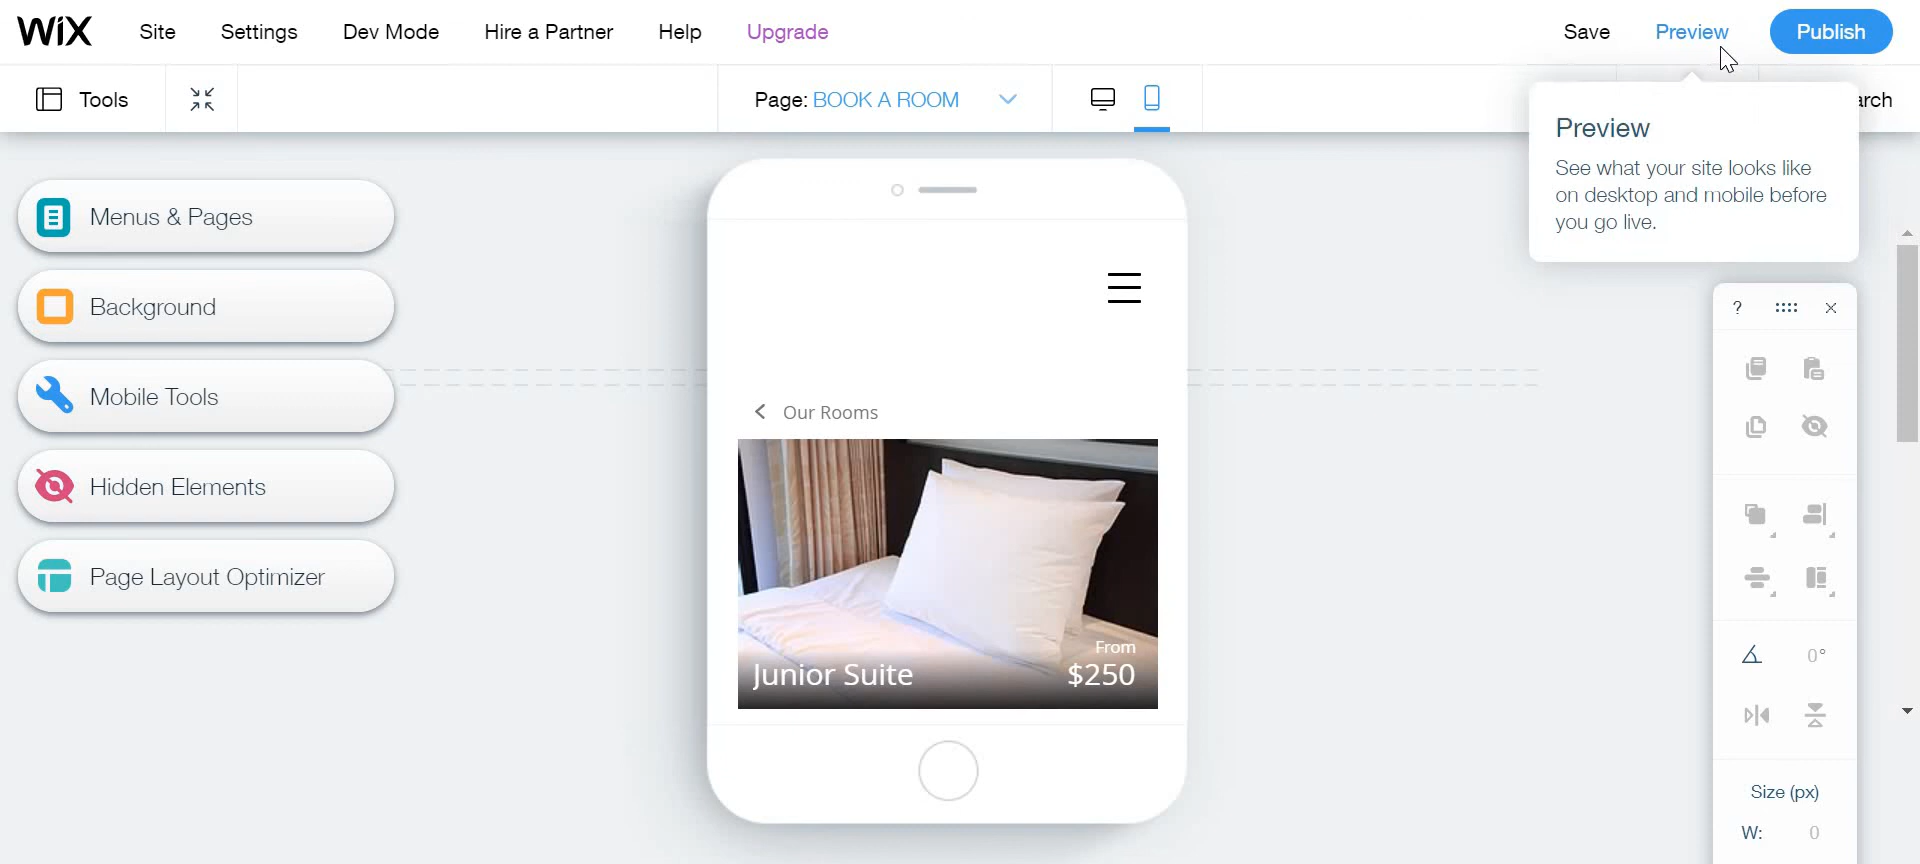 WiX Site Settings Dev Mode Hire a Partner Help Upgrade Save Preview Publish
Tools Page: BOOK A ROOM
Preview
See what your site looks like
on desktop and mobile before
you go live.
Menus & Pages
Background
Mobile Tools
Hidden Elements
Page Layout Optimizer
Our Rooms
From
Junior Suite $250
?
0°
Size (px)
W: 0